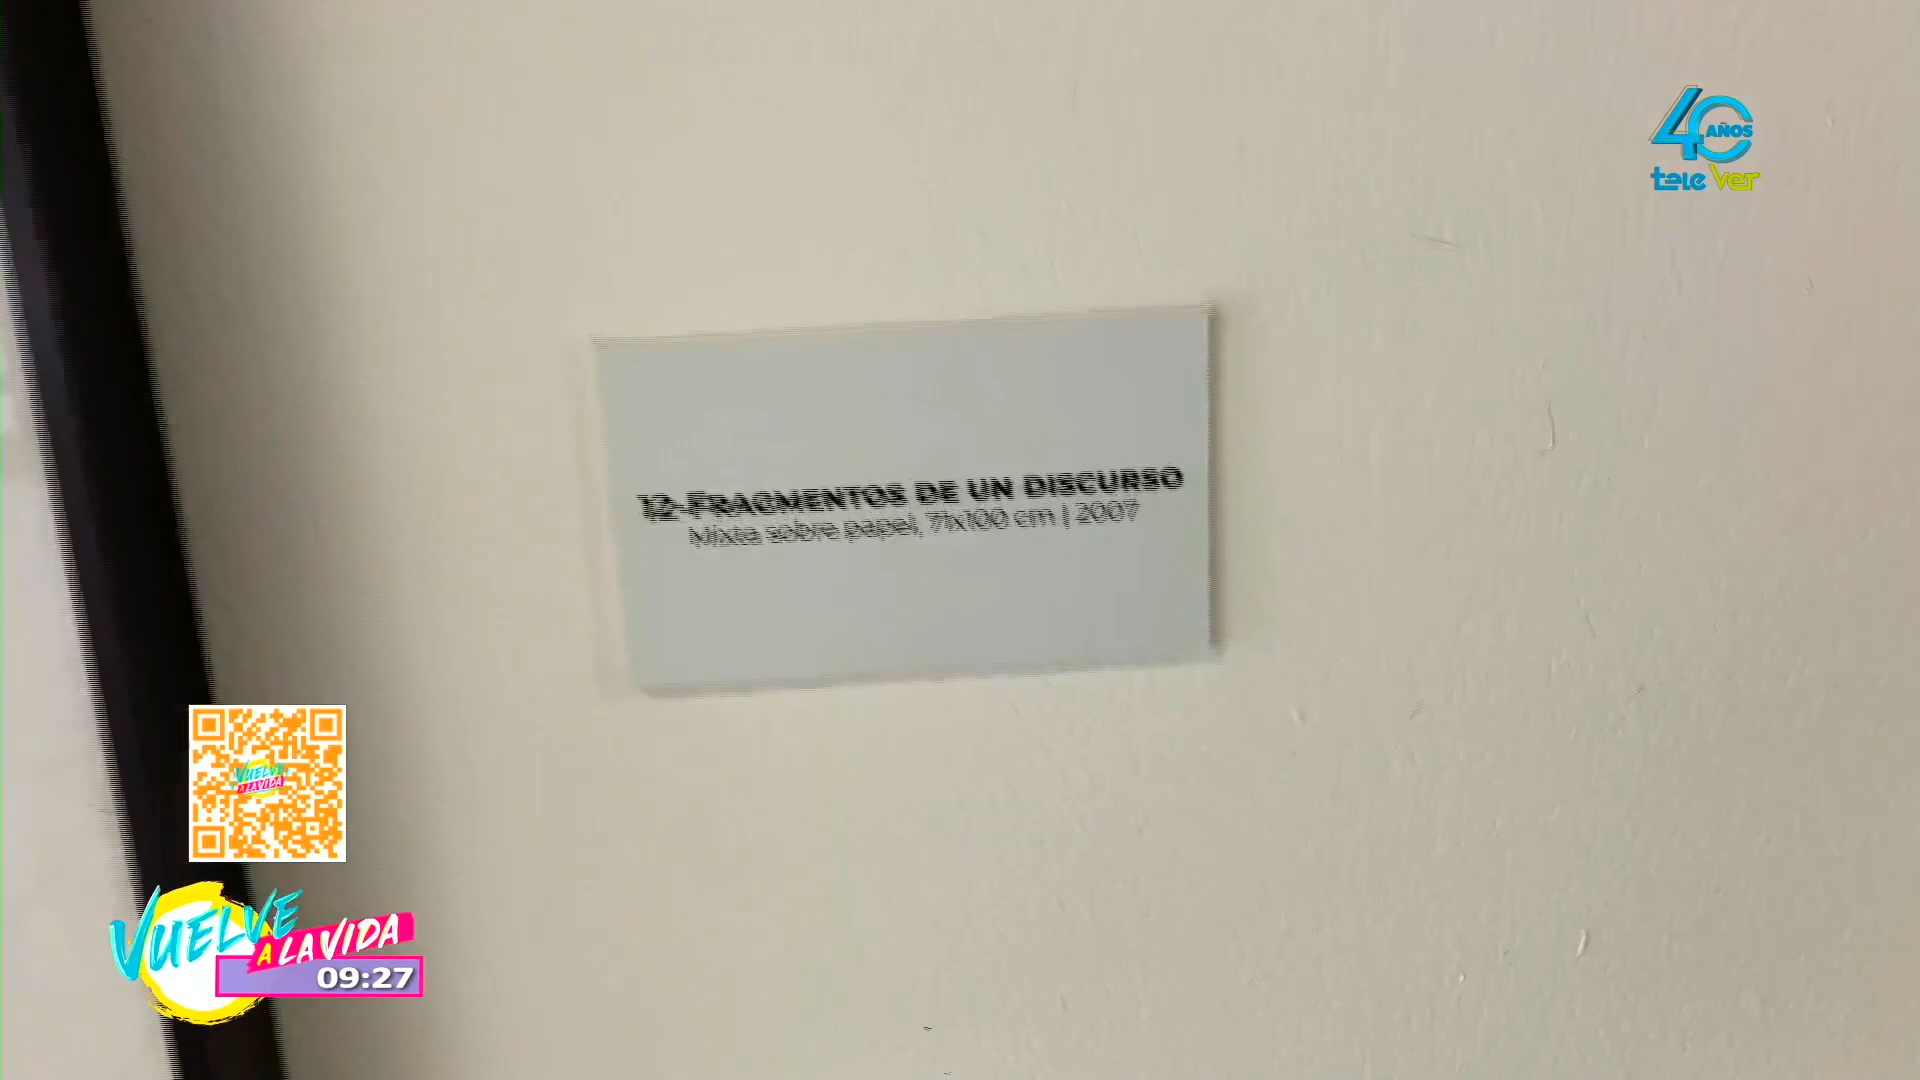 40 AÑOS
tele Ver
12-FRAGMENTOS DE UN DISCURSO
Mixta sobre papel, 71x100 cm | 2007
VUELVE
A LA VIDA
VUELVE
A LA VIDA
09:27